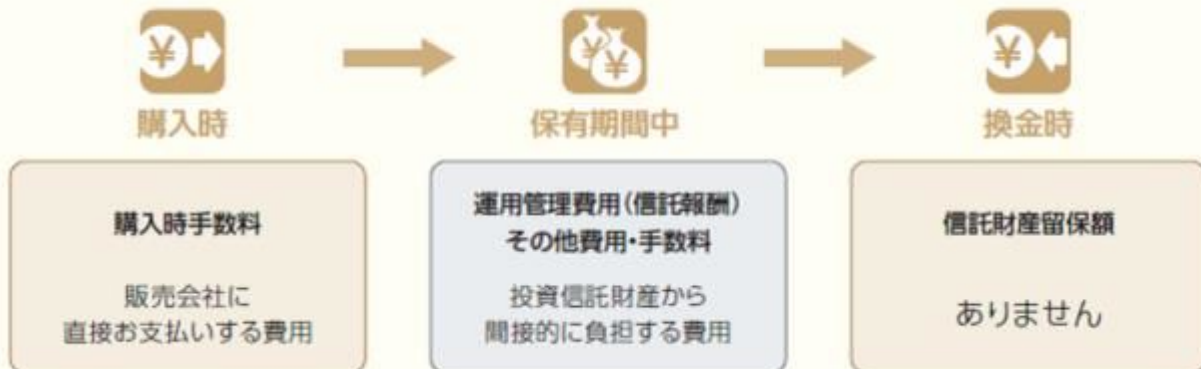 ¥
購入時
購入時手数料
販売会社に
直接お支払いする費用
¥ ¥
保有期間中
運用管理費用(信託報酬)
その他費用・手数料
投資信託財産から
間接的に負担する費用
¥
換金時
信託財産留保額
ありません